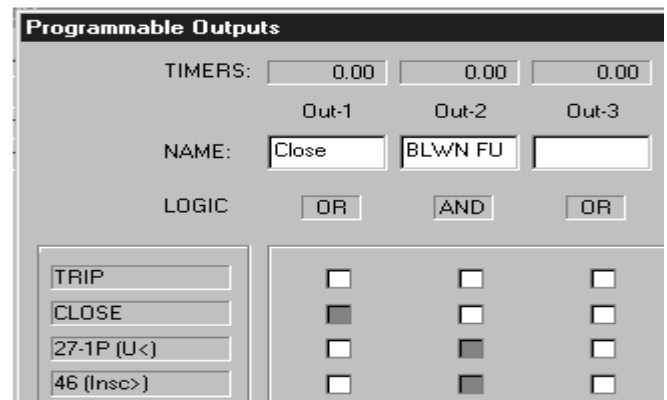 Programmable Outputs
TIMERS: 0.00 0.00 0.00
Out-1 Out-2 Out-3
NAME: Close BLWN FU
LOGIC OR AND OR
TRIP
CLOSE
27-1P (U<)
46 (Insc>)